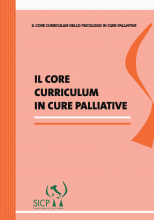 IL CORE CURRICULUM DELLO PSICOLOGO IN CURE PALLIATIVE
IL CORE
CURRICULUM
IN CURE PALLIATIVE
SICP